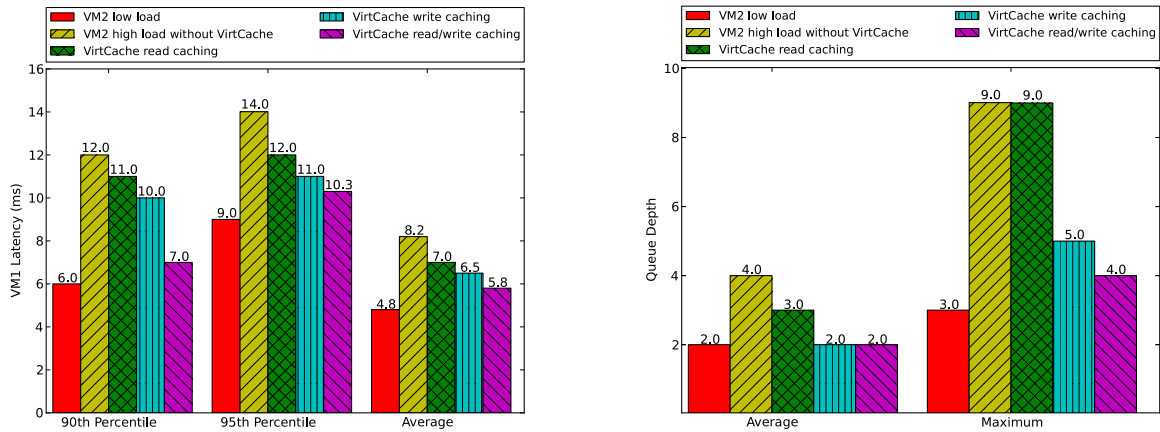 VM2 low load
VM2 high load without VirtCache
VirtCache read caching
VirtCache write caching
VirtCache read/write caching
16
14
12
10
8
6
4
2
0
VM1 Latency (ms)
6.0
12.0
11.0
10.0
7.0
9.0
14.0
12.0
11.0
10.3
4.8
8.2
7.0
6.5
5.8
90th Percentile
95th Percentile
Average
VM2 low load
VM2 high load without VirtCache
VirtCache read caching
VirtCache write caching
VirtCache read/write caching
10
8
6
4
2
Queue Depth
2.0
4.0
3.0
2.0
2.0
3.0
9.0
9.0
5.0
4.0
Average
Maximum